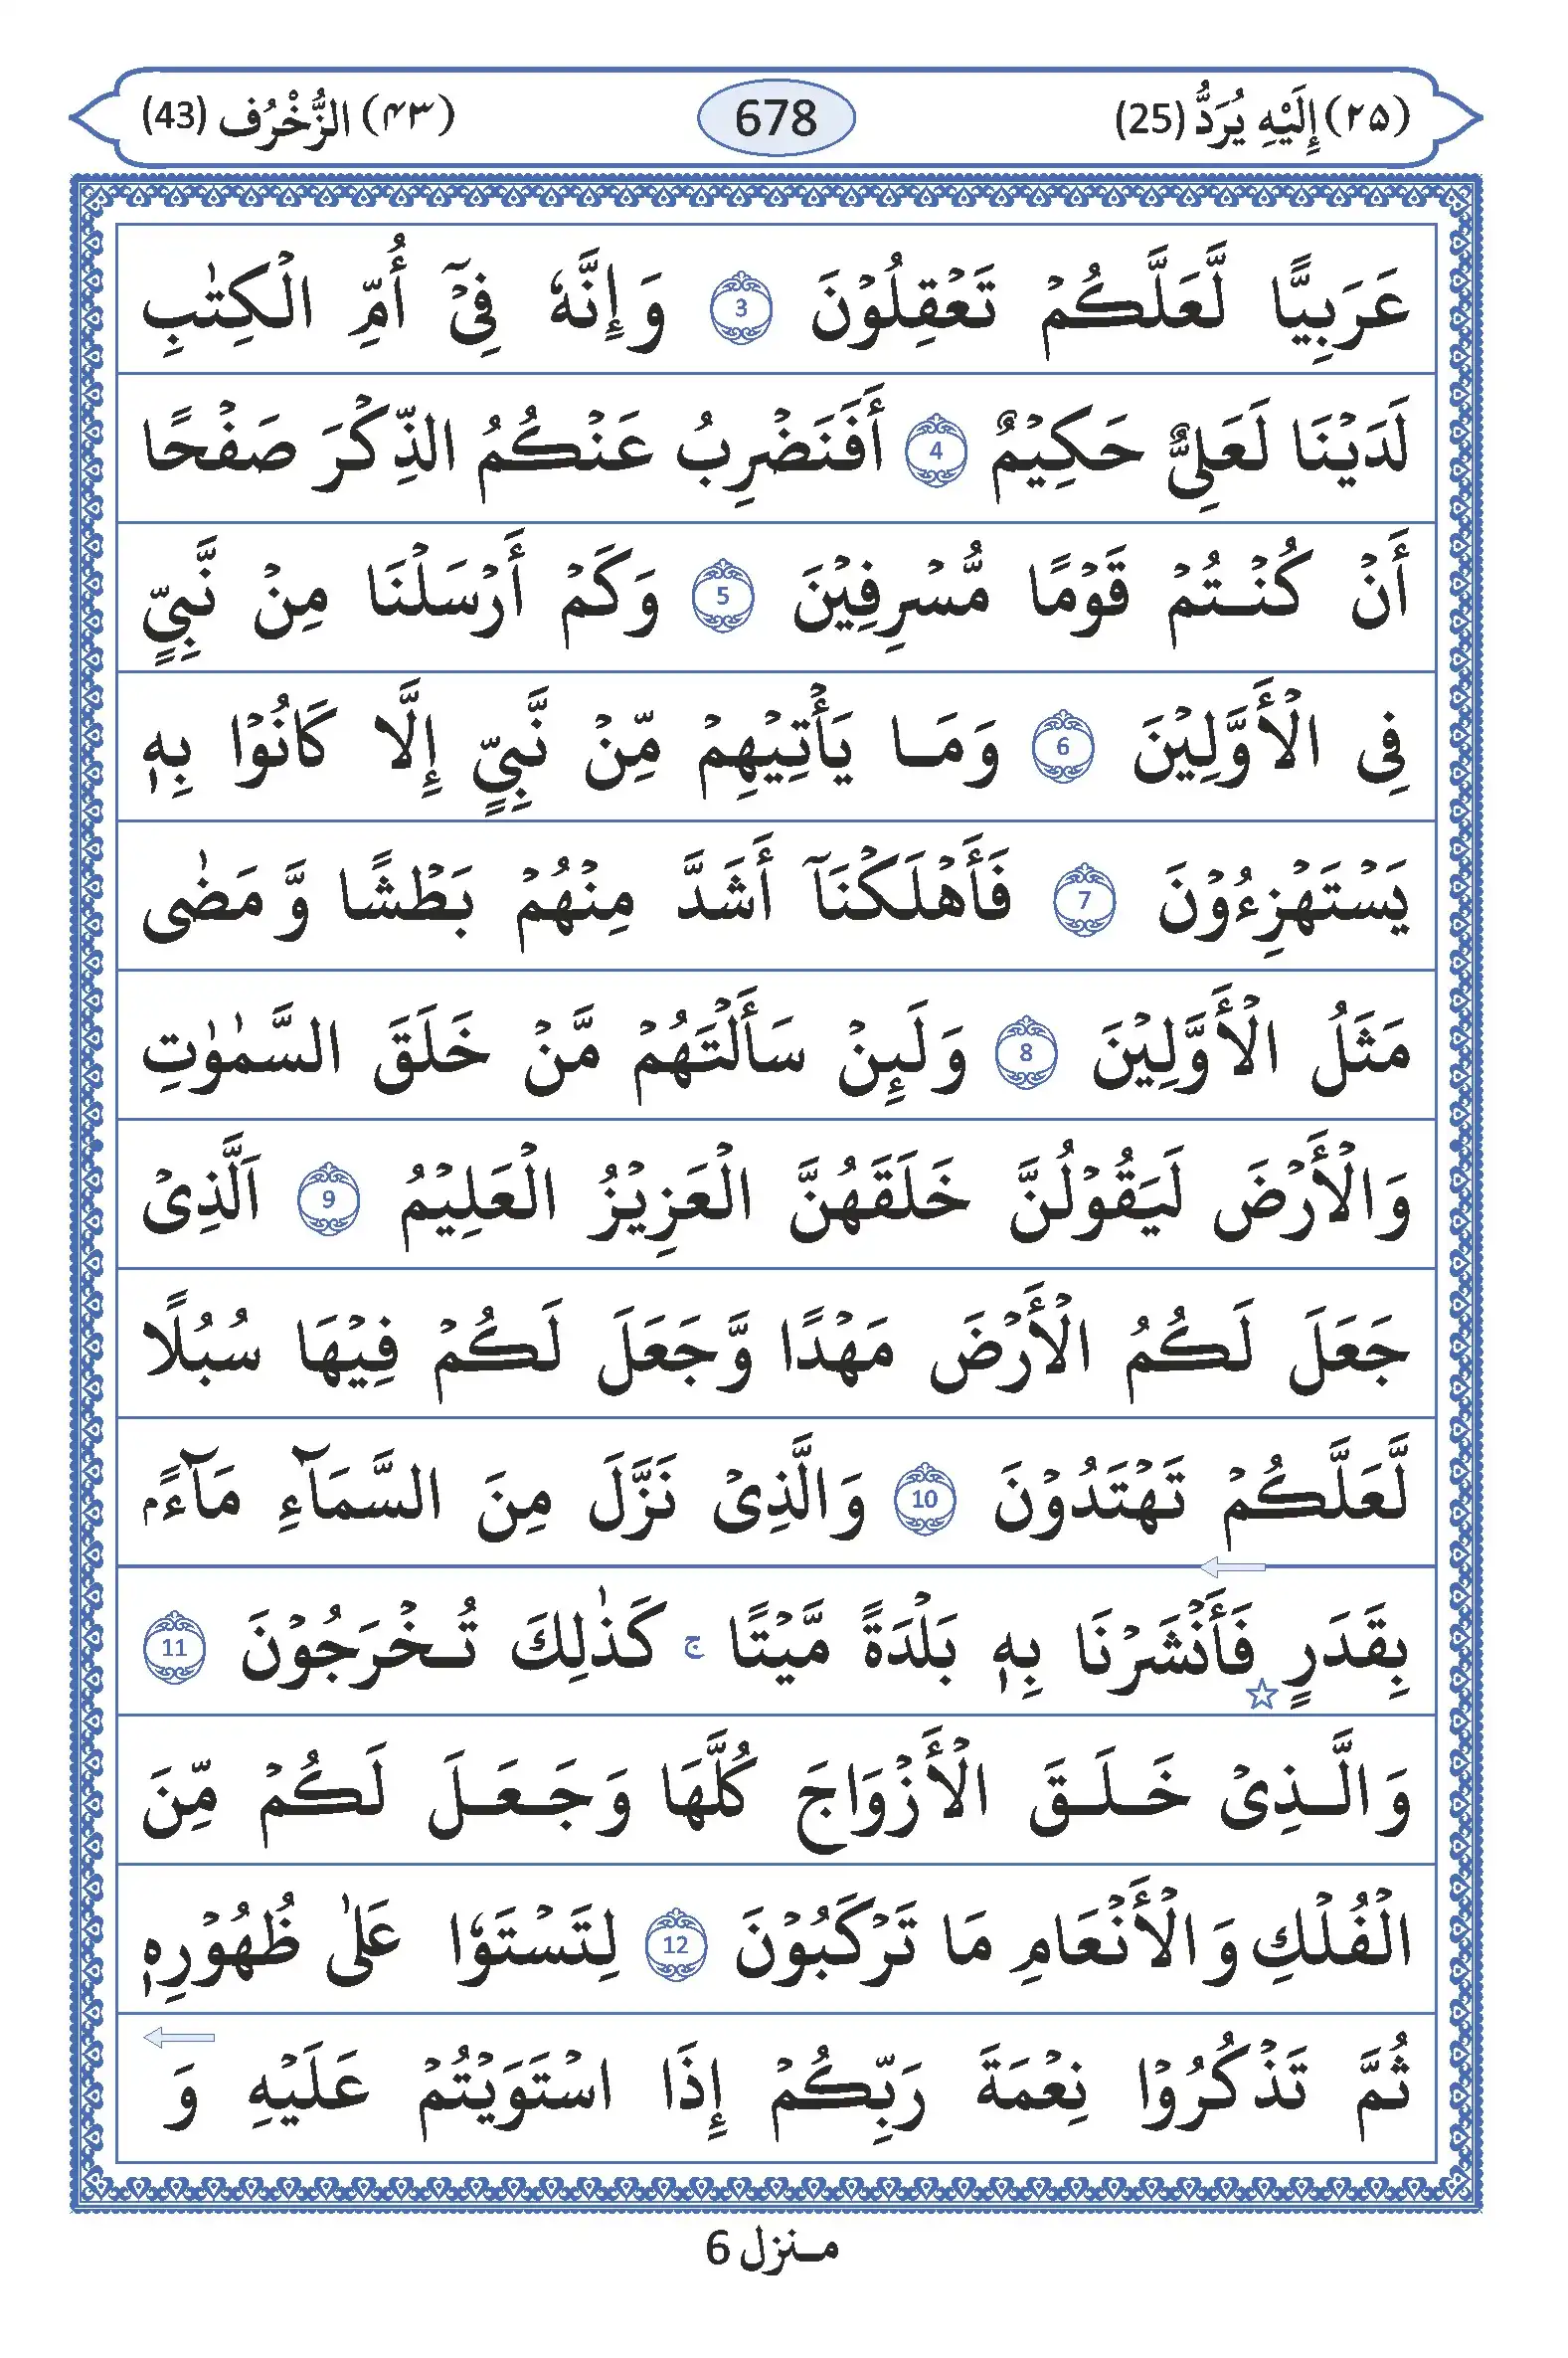 (٢٥) إِلَيْهِ يُرَدُّ (25) 678 (٤٣) الزُّخْرُف (43)
عَرَبِيًّا لَّعَلَّكُمْ تَعْقِلُوْنَ 3 وَإِنَّهٗ فِيْٓ أُمِّ الْكِتٰبِ
لَدَيْنَا لَعَلِيٌّ حَكِيْمٌ 4 أَفَنَضْرِبُ عَنْكُمُ الذِّكْرَ صَفْحًا
أَنْ كُنْتُمْ قَوْمًا مُّسْرِفِيْنَ 5 وَكَمْ أَرْسَلْنَا مِنْ نَّبِيٍّ
فِى الْأَوَّلِيْنَ 6 وَمَا يَأْتِيْهِمْ مِّنْ نَّبِيٍّ إِلَّا كَانُوْا بِهٖ
يَسْتَهْزِءُوْنَ 7 فَأَهْلَكْنَآ أَشَدَّ مِنْهُمْ بَطْشًا وَّمَضٰى
مَثَلُ الْأَوَّلِيْنَ 8 وَلَىِٕنْ سَأَلْتَهُمْ مَّنْ خَلَقَ السَّمٰوٰتِ
وَالْأَرْضَ لَيَقُوْلُنَّ خَلَقَهُنَّ الْعَزِيْزُ الْعَلِيْمُ 9 اَلَّذِىْ
جَعَلَ لَكُمُ الْأَرْضَ مَهْدًا وَّجَعَلَ لَكُمْ فِيْهَا سُبُلًا
لَّعَلَّكُمْ تَهْتَدُوْنَ 10 وَالَّذِىْ نَزَّلَ مِنَ السَّمَآءِ مَآءًۢ
بِقَدَرٍ ☆ فَأَنْشَرْنَا بِهٖ بَلْدَةً مَّيْتًا ج كَذٰلِكَ تُخْرَجُوْنَ 11
وَالَّذِىْ خَلَقَ الْأَزْوَاجَ كُلَّهَا وَجَعَلَ لَكُمْ مِّنَ
الْفُلْكِ وَالْأَنْعَامِ مَا تَرْكَبُوْنَ 12 لِتَسْتَوٗا عَلٰى ظُهُوْرِهٖ
ثُمَّ تَذْكُرُوْا نِعْمَةَ رَبِّكُمْ إِذَا اسْتَوَيْتُمْ عَلَيْهِ وَ
منزل 6